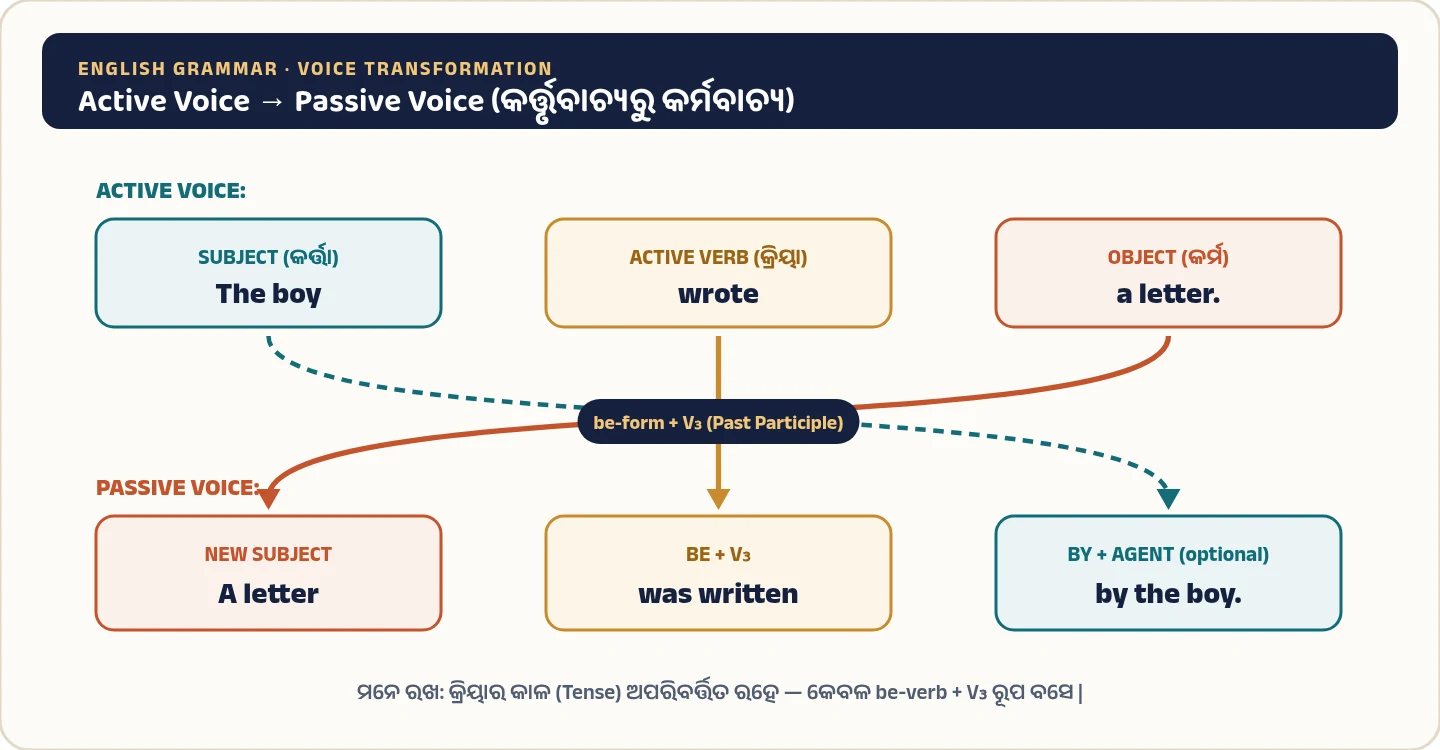 ENGLISH GRAMMAR · VOICE TRANSFORMATION
Active Voice → Passive Voice (କର୍ତ୍ତୃବାଚ୍ୟରୁ କର୍ମବାଚ୍ୟ)
ACTIVE VOICE:
SUBJECT (କର୍ତ୍ତା)
The boy
ACTIVE VERB (କ୍ରିୟା)
wrote
OBJECT (କର୍ମ)
a letter.
be-form + V₃ (Past Participle)
PASSIVE VOICE:
NEW SUBJECT
A letter
BE + V₃
was written
BY + AGENT (optional)
by the boy.
ମନେ ରଖ: କ୍ରିୟାର କାଳ (Tense) ଅପରିବର୍ତ୍ତିତ ରହେ — କେବଳ be-verb + V₃ ରୂପ ବସେ |